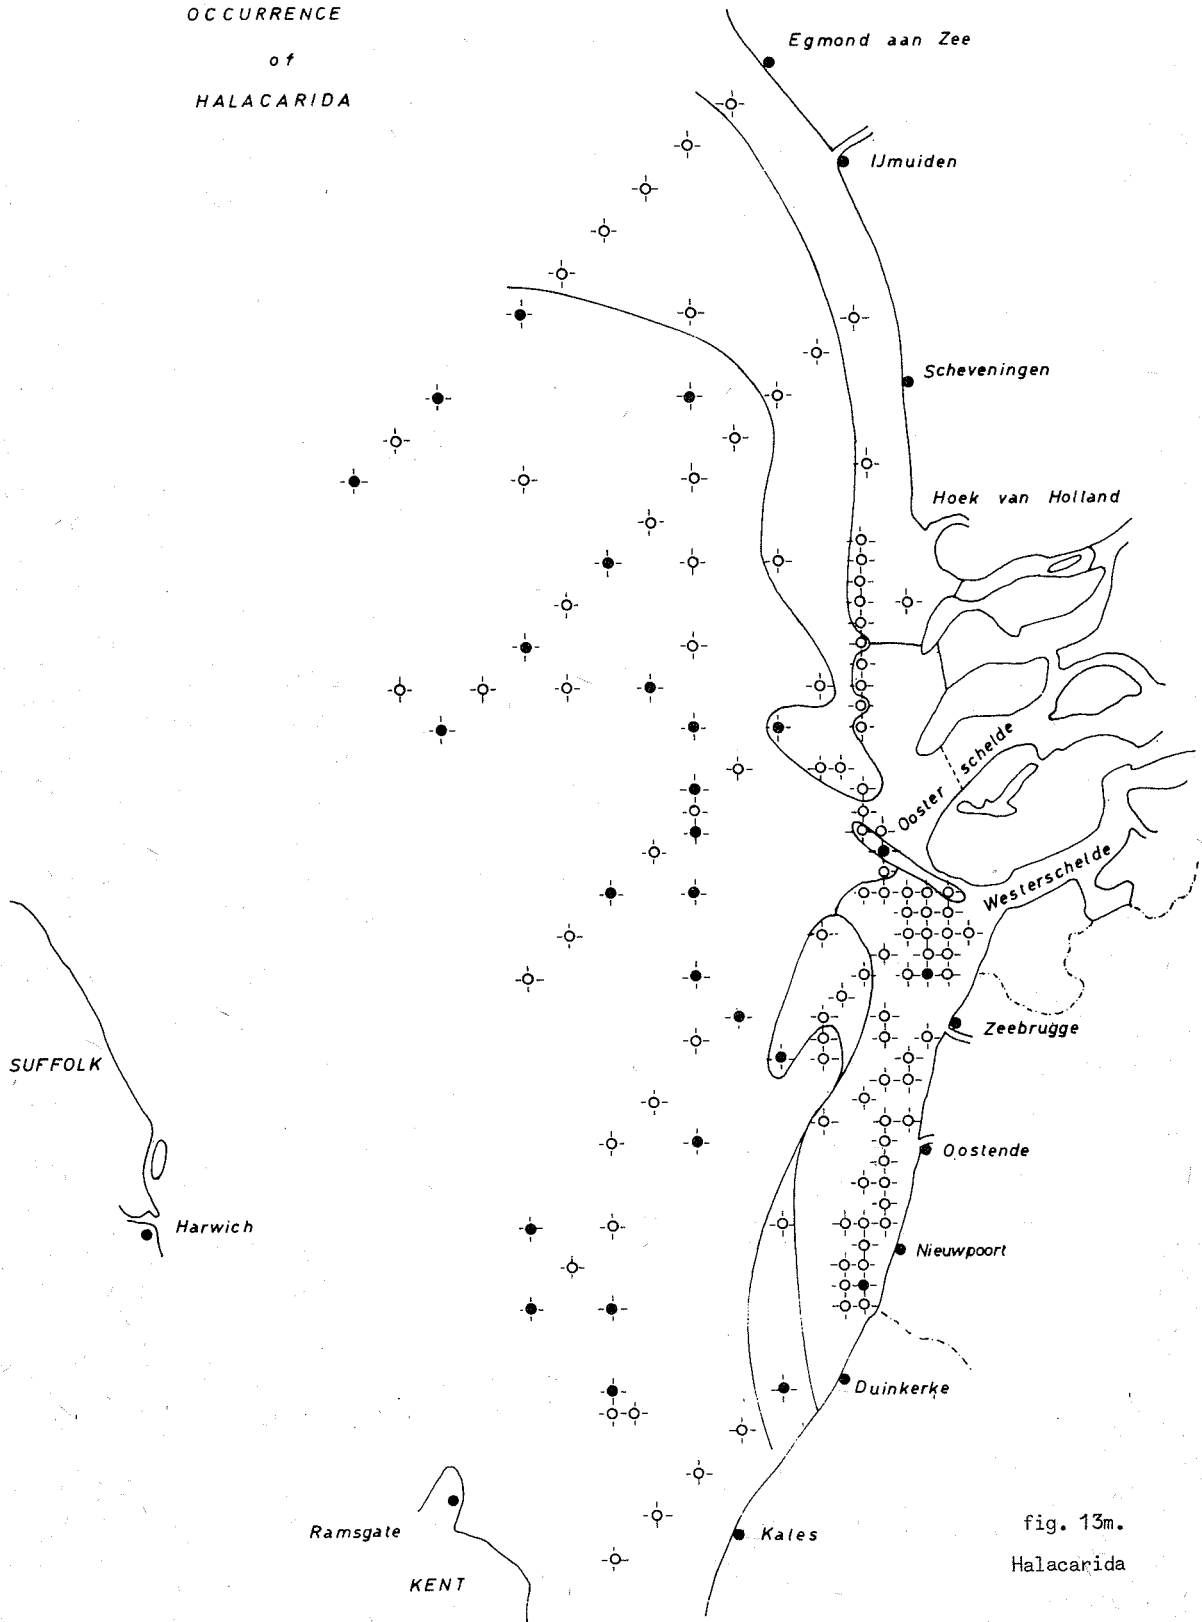 OCCURRENCE
of
HALACARIDA
Egmond aan Zee
IJmuiden
Scheveningen
Hoek van Holland
Ooster schelde
Westerschelde
Zeebrugge
SUFFOLK
Oostende
Harwich
Nieuwpoort
Duinkerke
Ramsgate
Kales
KENT
fig. 13m.
Halacarida